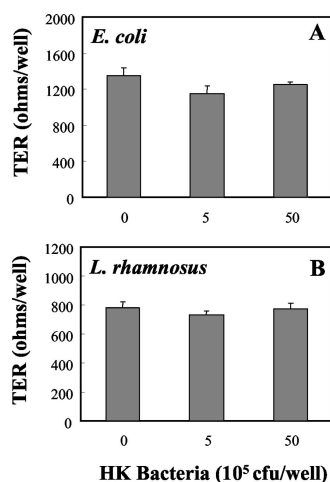 E. coli
A
TER (ohms/well)
2000
1600
1200
800
400
0
0 5 50
L. rhamnosus
B
TER (ohms/well)
1200
1000
800
600
400
200
0
0 5 50
HK Bacteria (10⁵ cfu/well)